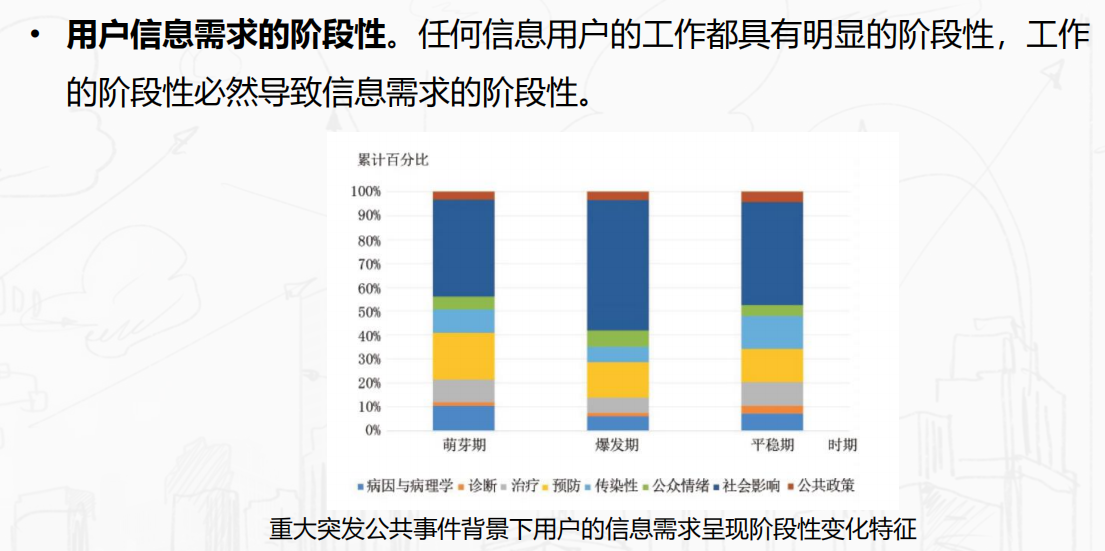 • 用户信息需求的阶段性。任何信息用户的工作都具有明显的阶段性，工作
的阶段性必然导致信息需求的阶段性。
累计百分比
100%
90%
80%
70%
60%
50%
40%
30%
20%
10%
0%
萌芽期 爆发期 平稳期 时期
病因与病理学 诊断 治疗 预防 传染性 公众情绪 社会影响 公共政策
重大突发公共事件背景下用户的信息需求呈现阶段性变化特征